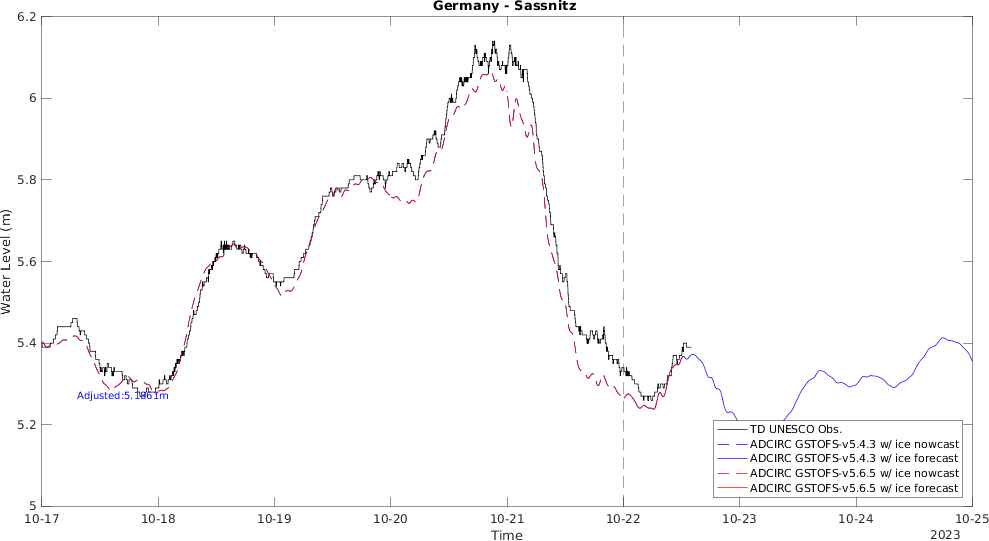 Germany - Sassnitz
6.2
6
5.8
5.6
5.4
5.2
5
Water Level (m)
Adjusted:5.1861m
TD UNESCO Obs.
ADCIRC GSTOFS-v5.4.3 w/ ice nowcast
ADCIRC GSTOFS-v5.4.3 w/ ice forecast
ADCIRC GSTOFS-v5.6.5 w/ ice nowcast
ADCIRC GSTOFS-v5.6.5 w/ ice forecast
10-17 10-18 10-19 10-20 10-21 10-22 10-23 10-24 10-25
Time
2023